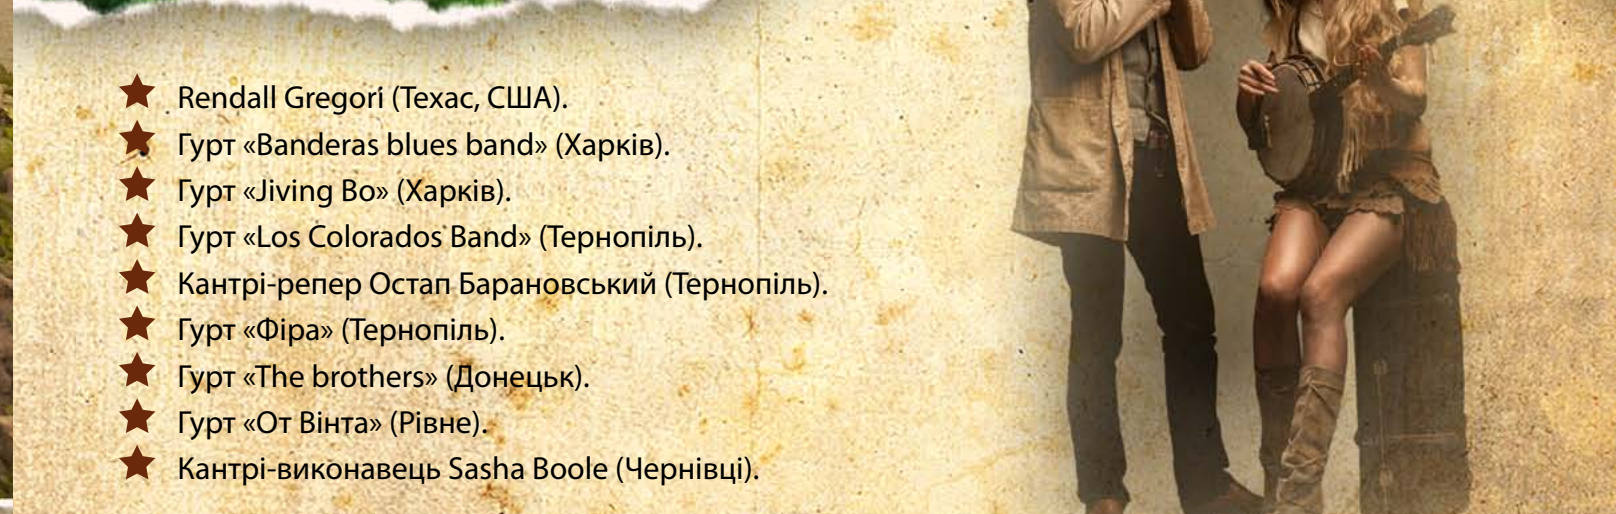 Rendall Gregori (Техас, США).
Гурт «Banderas blues band» (Харків).
Гурт «Jiving Bo» (Харків).
Гурт «Los Colorados Band» (Тернопіль).
Кантрі-репер Остап Барановський (Тернопіль).
Гурт «Фіра» (Тернопіль).
Гурт «The brothers» (Донецьк).
Гурт «От Вінта» (Рівне).
Кантрі-виконавець Sasha Boole (Чернівці).